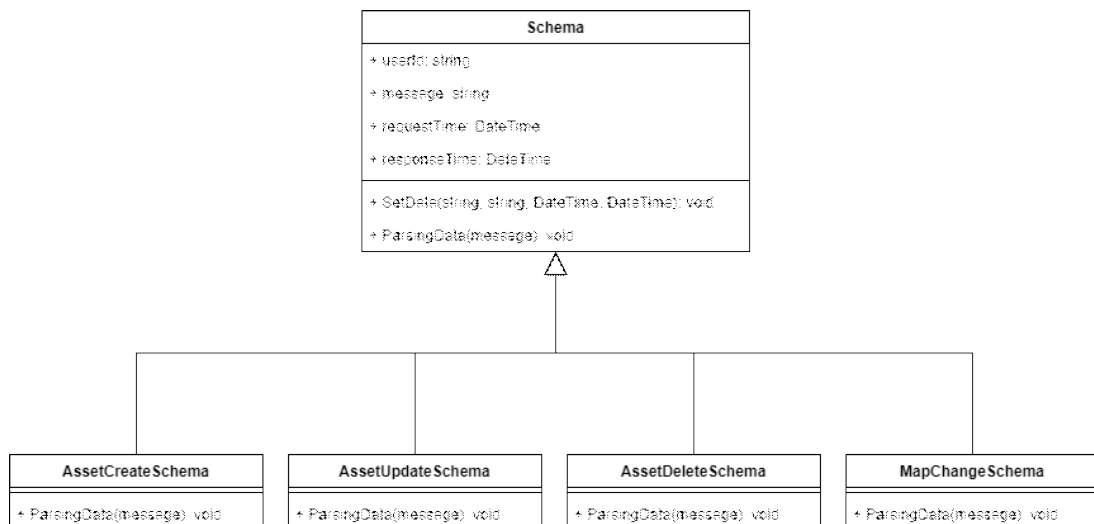 Schema
+ userId: string
+ message: string
+ requestTime: DateTime
+ responseTime: DateTime
+ SetData(string, string, DateTime, DateTime): void
+ ParsingData(message): void
AssetCreateSchema
+ ParsingData(message): void
AssetUpdateSchema
+ ParsingData(message): void
AssetDeleteSchema
+ ParsingData(message): void
MapChangeSchema
+ ParsingData(message): void